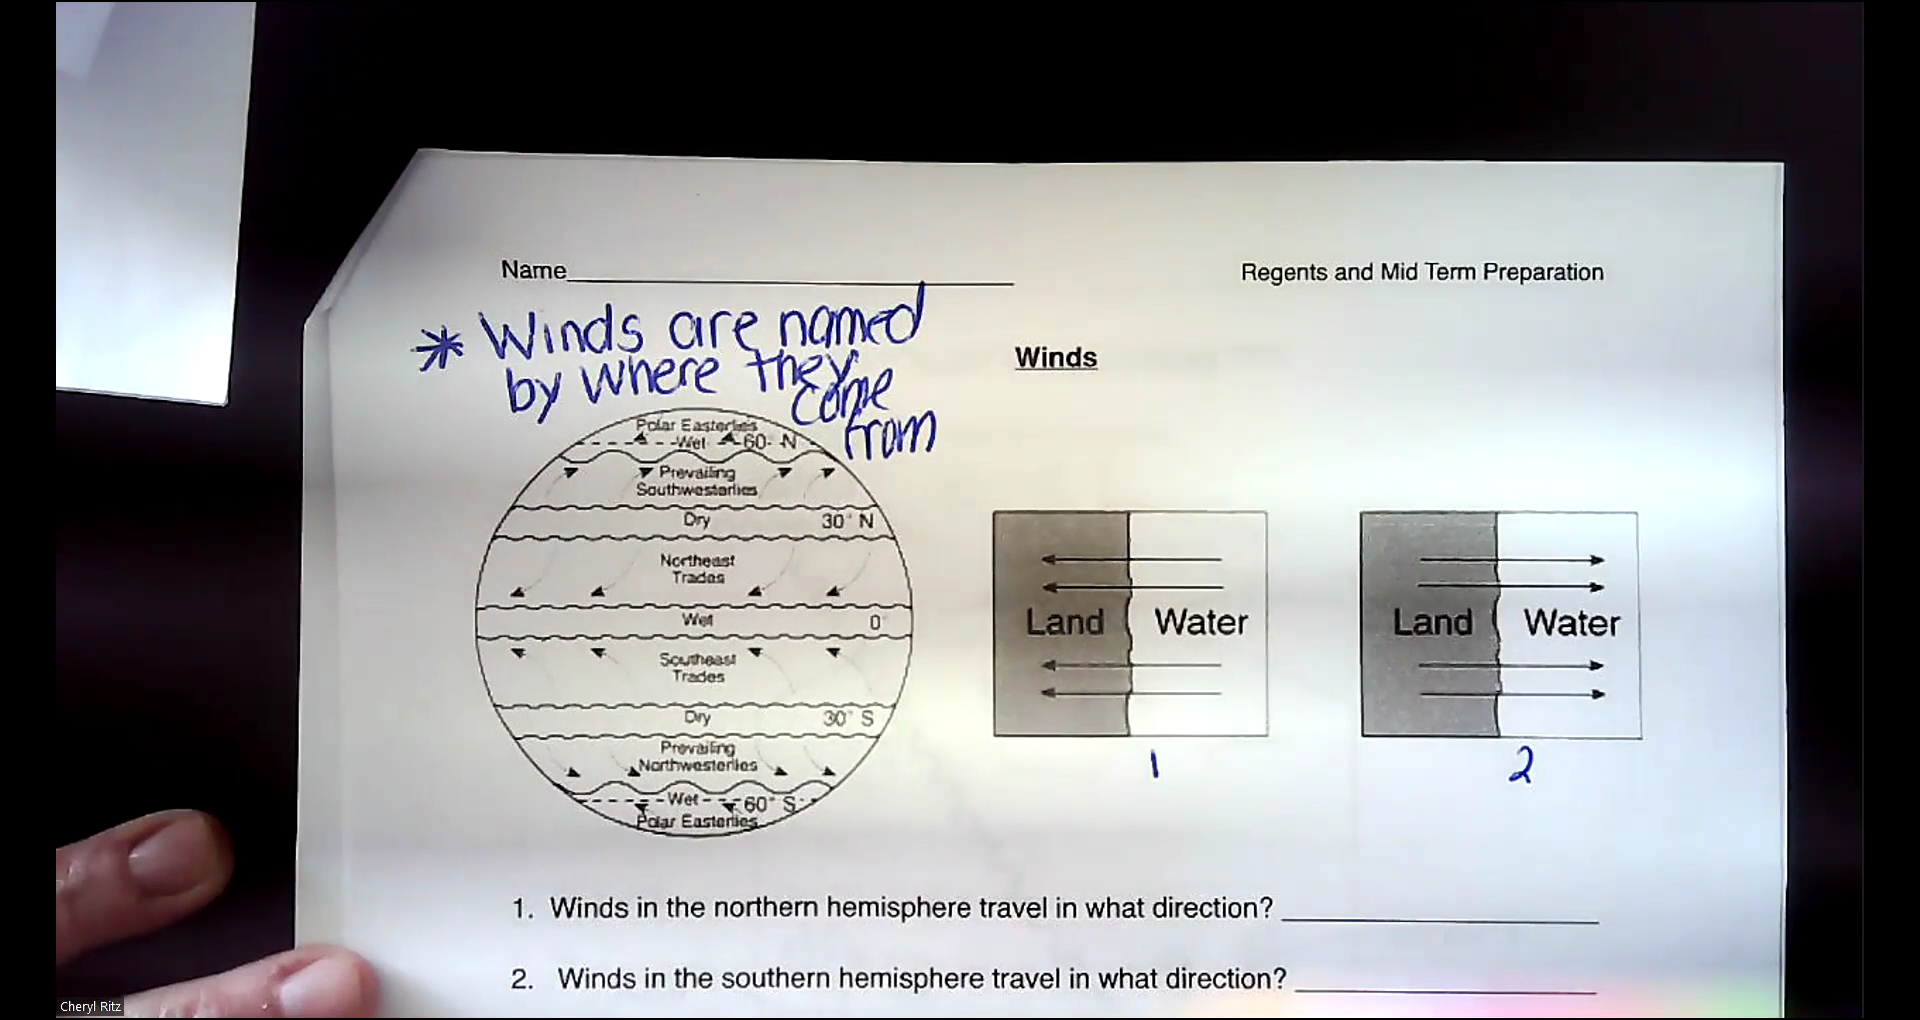 Name
Regents and Mid Term Preparation
* Winds are named
by where they
come
from
Winds
Polar Easterlies
Wet 60° N
Prevailing
Southwesterlies
Dry 30° N
Northeast
Trades
Wet 0°
Southeast
Trades
Dry 30° S
Prevailing
Northwesterlies
Wet 60° S
Polar Easterlies
Land Water
1
Land Water
2
1. Winds in the northern hemisphere travel in what direction?
2. Winds in the southern hemisphere travel in what direction?
Cheryl Ritz